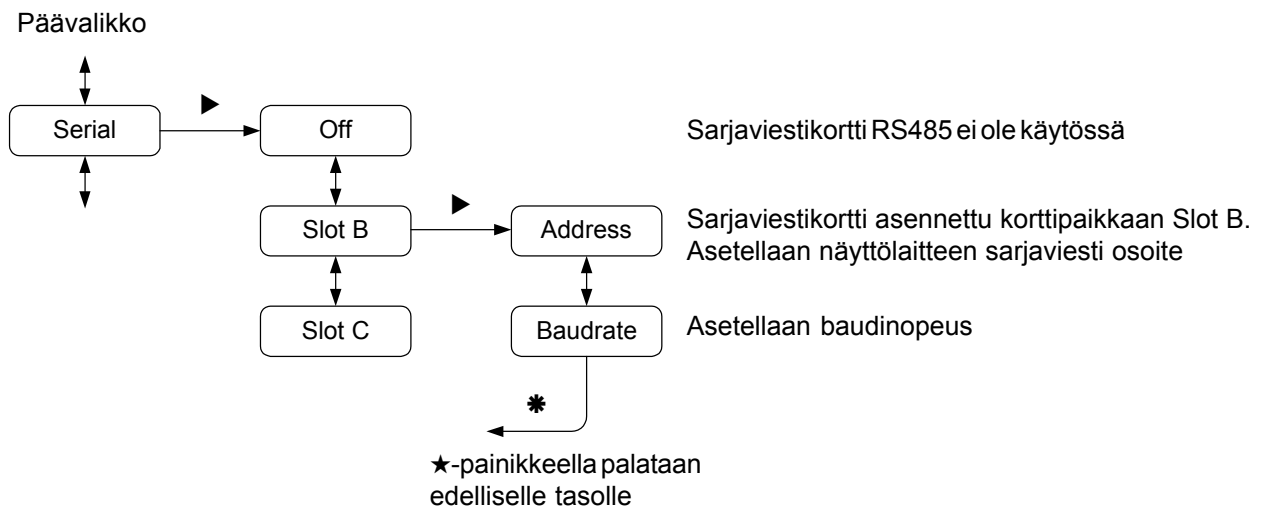 Päävalikko
Serial
Off
Sarjaviestikortti RS485 ei ole käytössä
Slot B
Address
Sarjaviestikortti asennettu korttipaikkaan Slot B.
Asetellaan näyttölaitteen sarjaviesti osoite
Slot C
Baudrate
Asetellaan baudinopeus
★-painikkeella palataan
edelliselle tasolle